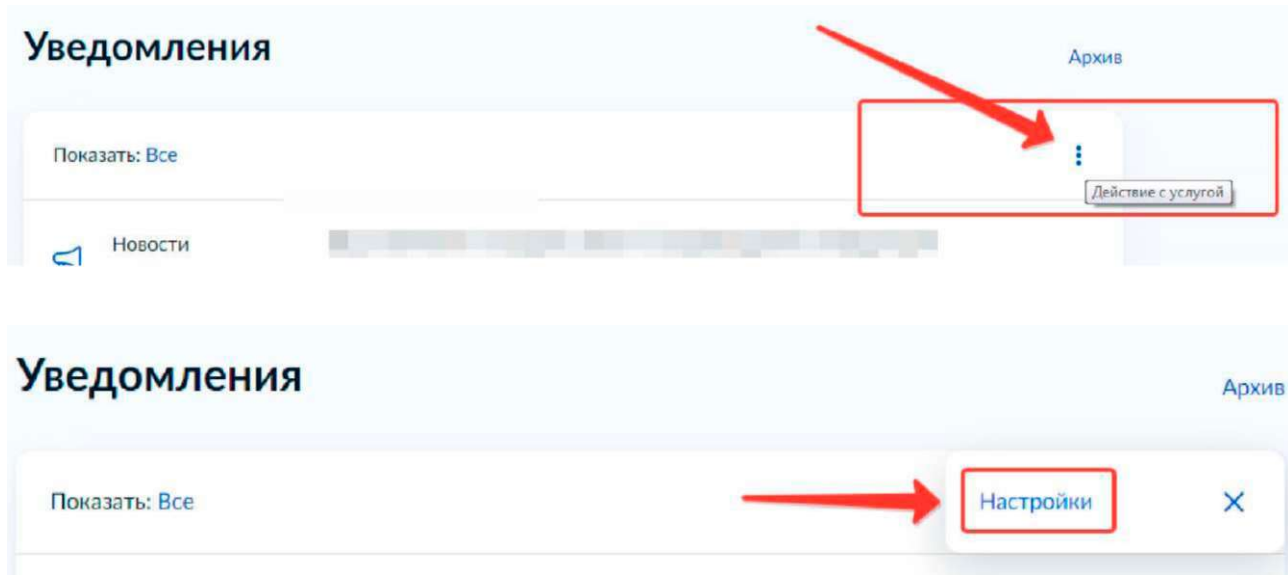 Уведомления
Архив
Показать: Все
Действие с услугой
Новости
Уведомления
Архив
Показать: Все
Настройки